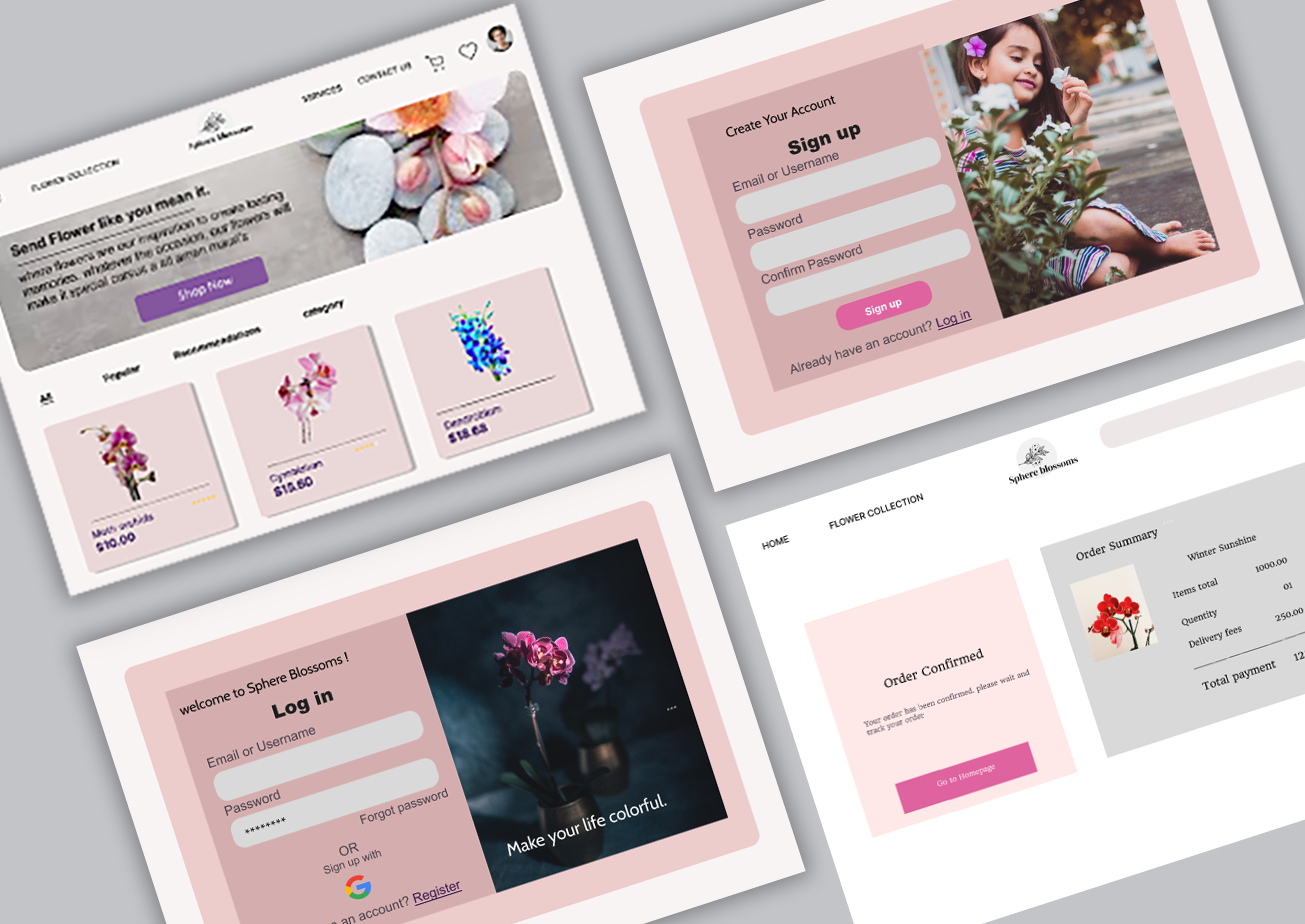 FLOWER COLLECTION
Sphere blossoms
SERVICES
CONTACT US
Send Flower like you mean it.
where flowers are our inspiration to create lasting
memories. whatever the occasion, our flowers will
make it special cursus a sit amet mauris
Shop Now
All
Popular
Recommendations
category
Moth orchids
$10.00
Cymbidium
$15.50
Dendrobium
$18.68
Create Your Account
Sign up
Email or Username
Password
Confirm Password
Sign up
Already have an account? Log in
welcome to Sphere Blossoms !
Log in
Email or Username
Password
********
Forgot password
OR
Sign up with
G
an account? Register
Make your life colorful.
...
HOME
FLOWER COLLECTION
Sphere blossoms
Order Confirmed
Your order has been confirmed, please wait and
track your order
Go to Homepage
Order Summary
Winter Sunshine
Items total 1000.00
Quentity 01
Delivery fees 250.00
Total payment 12